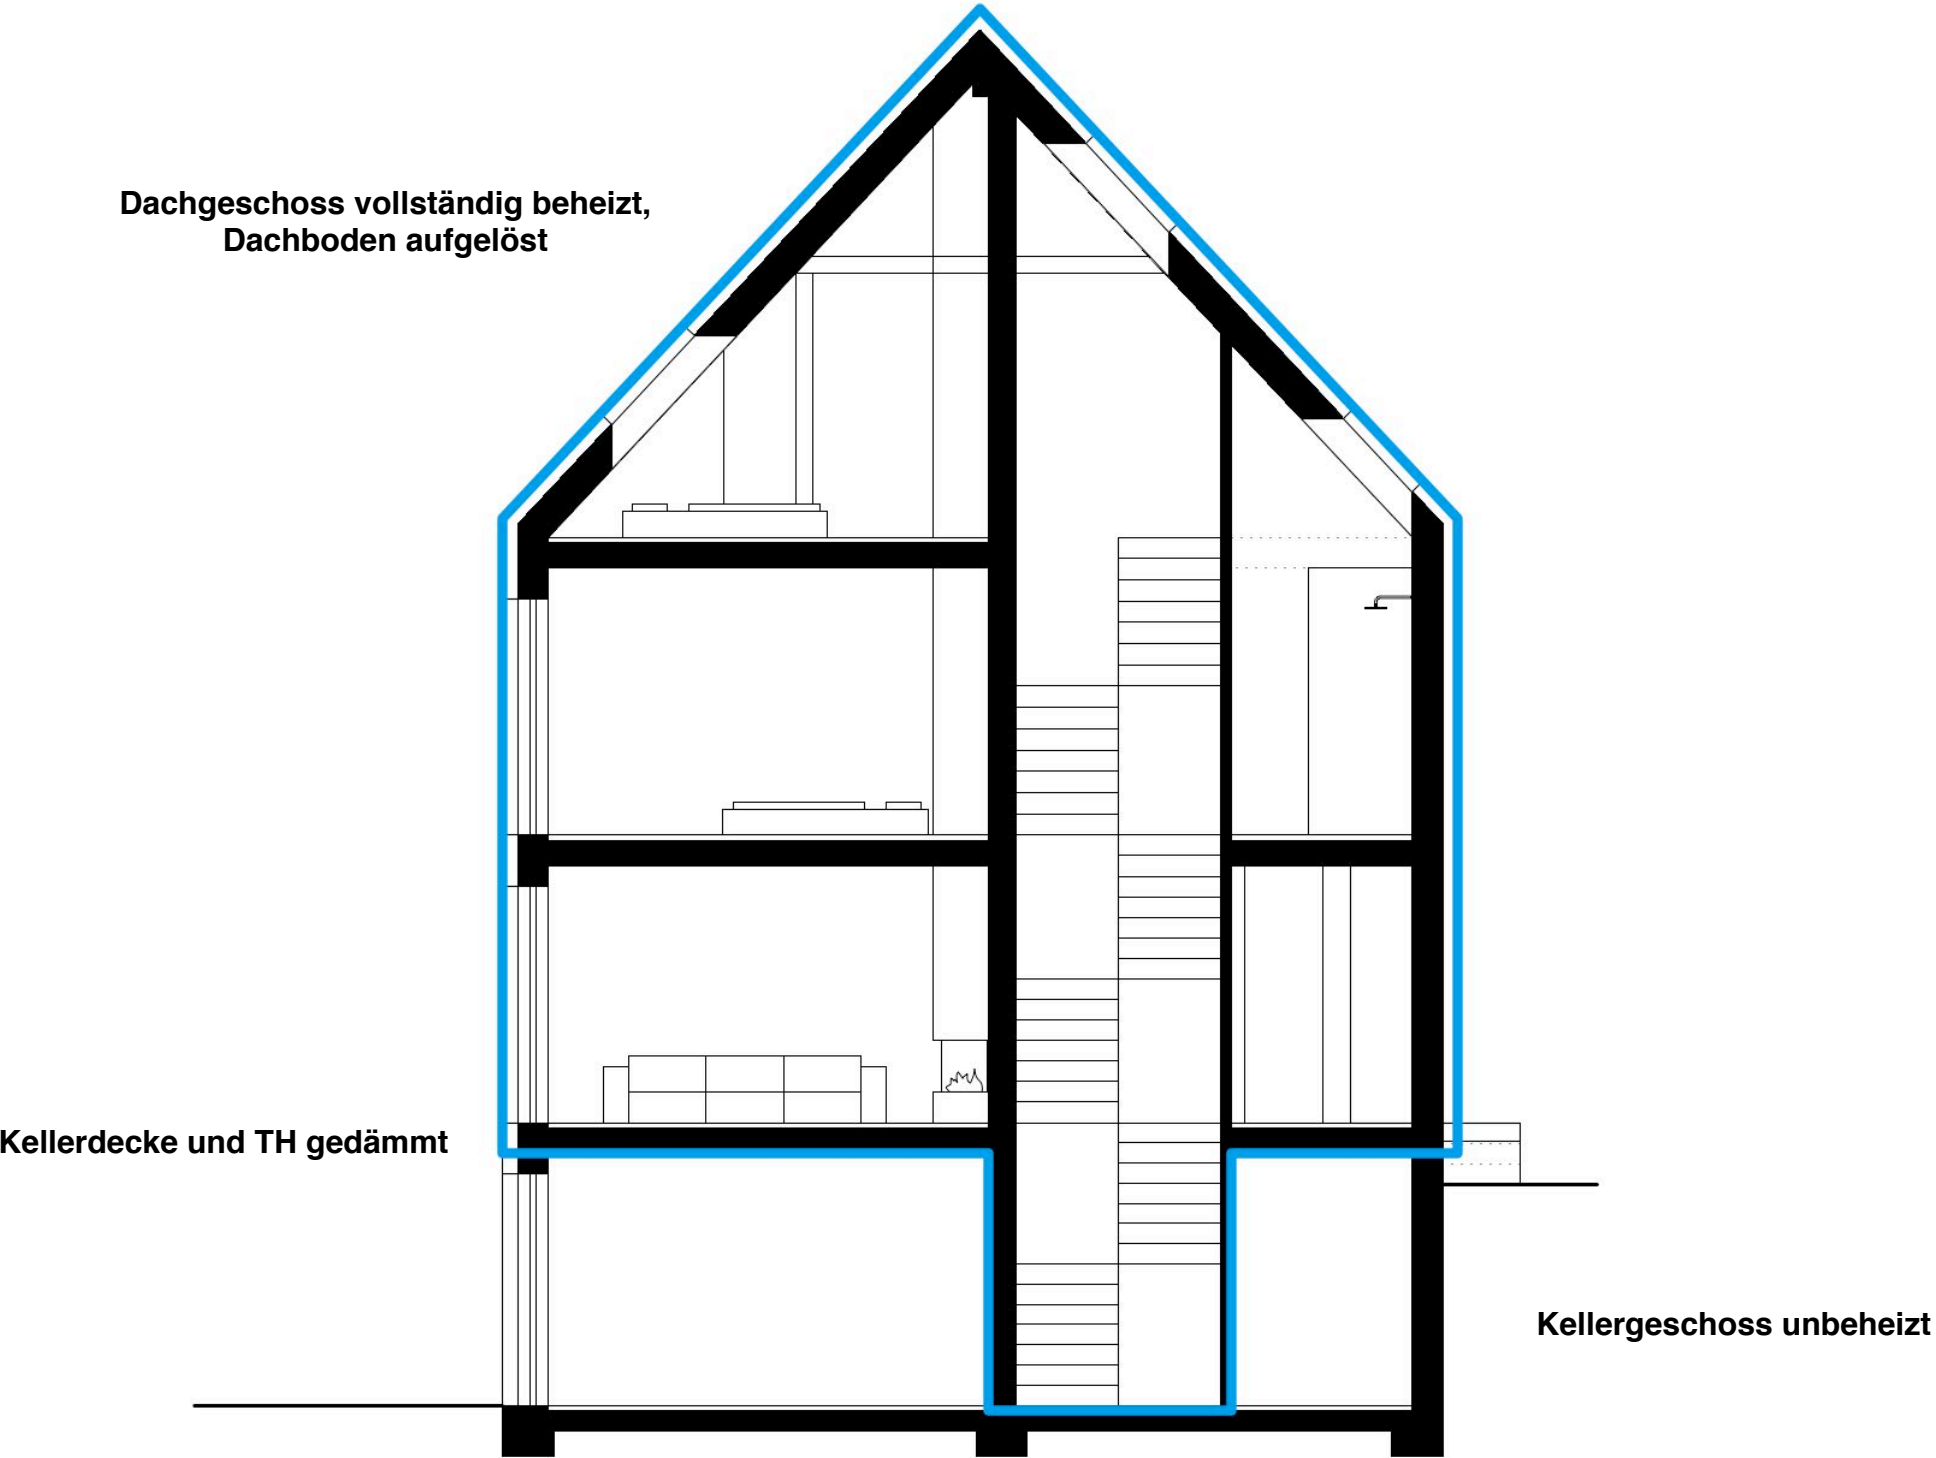 Dachgeschoss vollständig beheizt,
Dachboden aufgelöst
Kellerdecke und TH gedämmt
Kellergeschoss unbeheizt